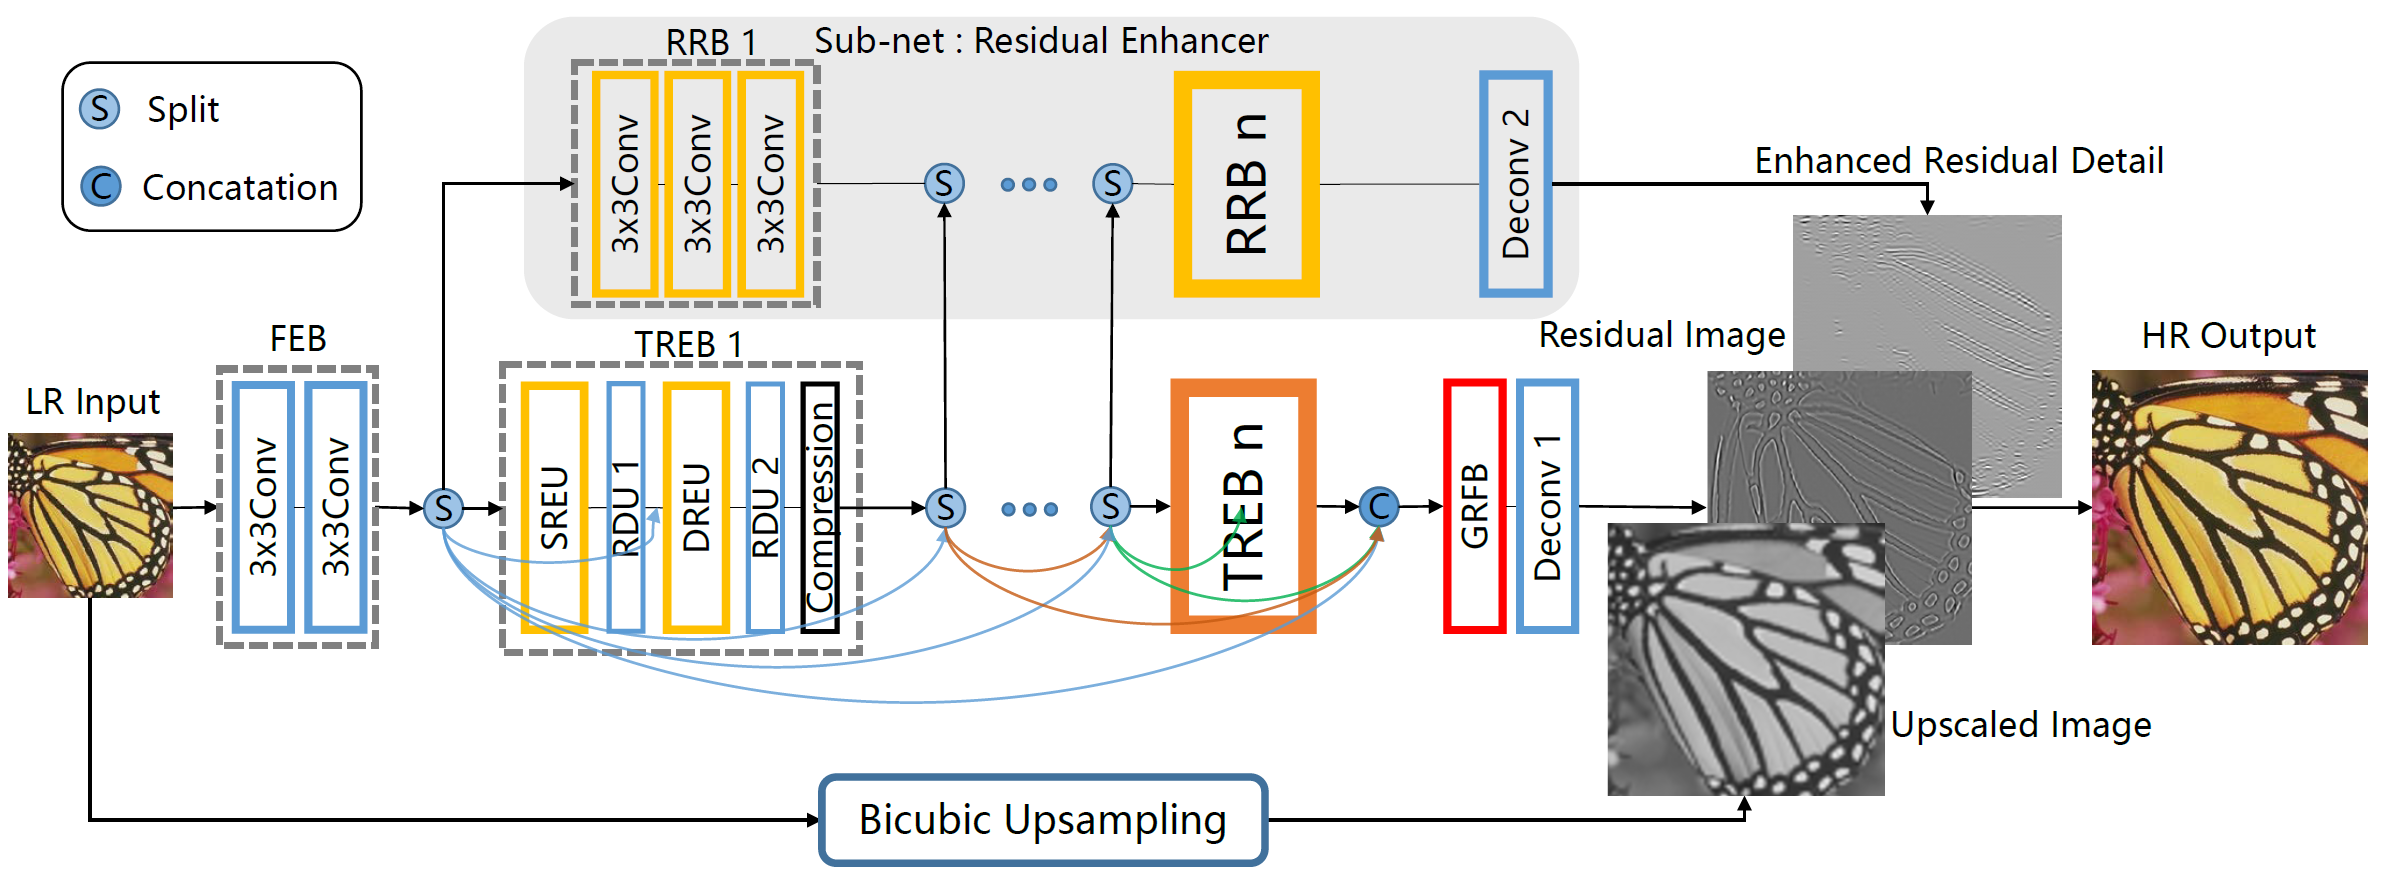 S Split
C Concatation
RRB 1
Sub-net : Residual Enhancer
3x3Conv
3x3Conv
3x3Conv
S
S
RRB n
Deconv 2
Enhanced Residual Detail
LR Input
FEB
3x3Conv
3x3Conv
S
TREB 1
SREU
RDU 1
DREU
RDU 2
Compression
S
S
TREB n
C
GRFB
Deconv 1
Residual Image
HR Output
Upscaled Image
Bicubic Upsampling